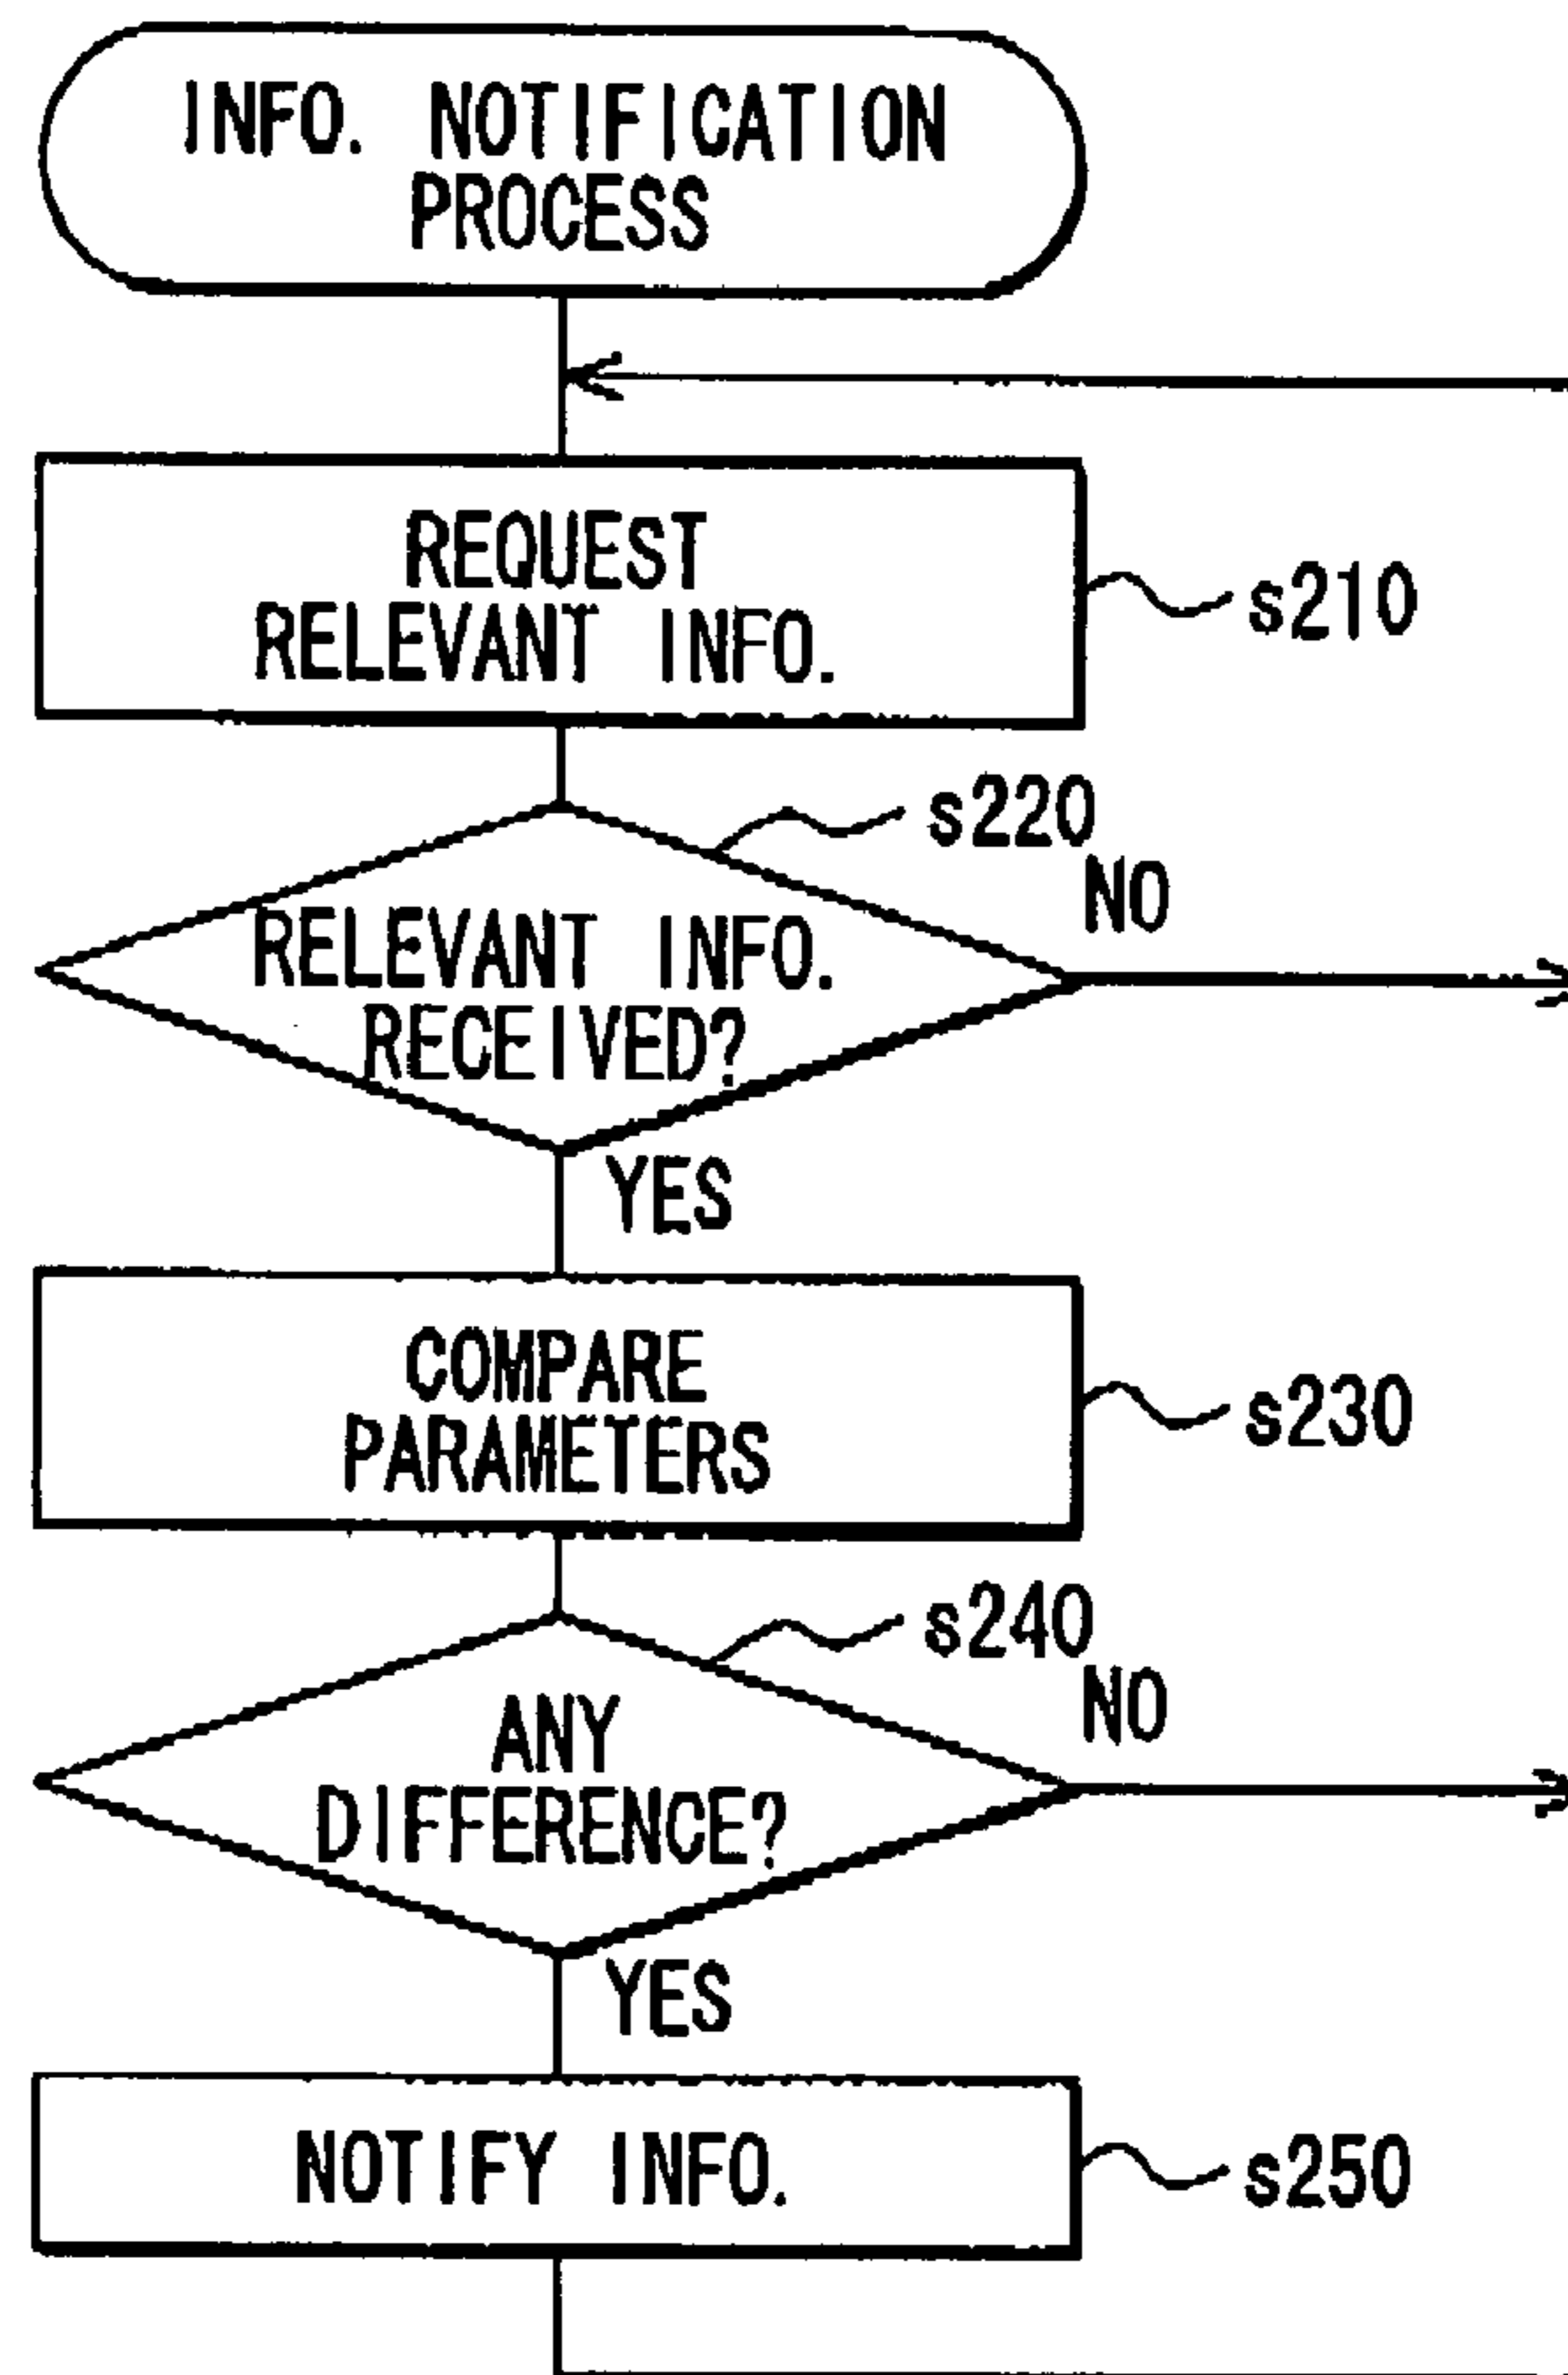 INFO. NOTIFICATION
PROCESS
REQUEST
RELEVANT INFO.
s210
s220
NO
RELEVANT INFO.
RECEIVED?
YES
COMPARE
PARAMETERS
s230
s240
NO
ANY
DIFFERENCE?
YES
NOTIFY INFO.
s250